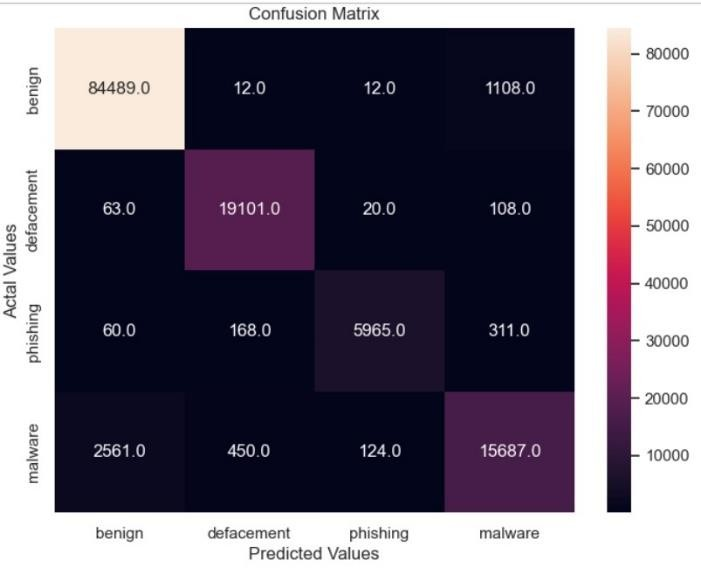 Confusion Matrix
benign
84489.0 12.0 12.0 1108.0
defacement
63.0 19101.0 20.0 108.0
phishing
60.0 168.0 5965.0 311.0
malware
2561.0 450.0 124.0 15687.0
benign defacement phishing malware
Predicted Values
Actal Values
80000
70000
60000
50000
40000
30000
20000
10000